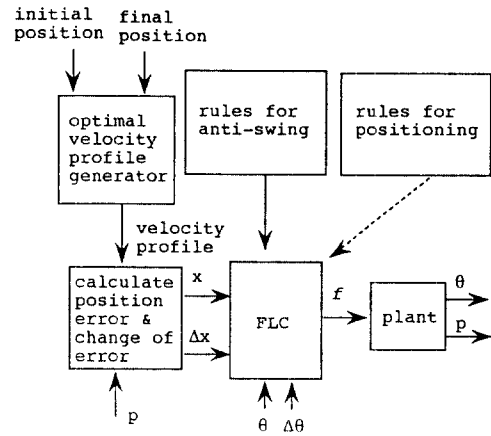 initial position
final position
optimal velocity profile generator
rules for anti-swing
rules for positioning
velocity profile
calculate position error & change of error
x
Δx
FLC
f
plant
θ
p
p
θ
Δθ